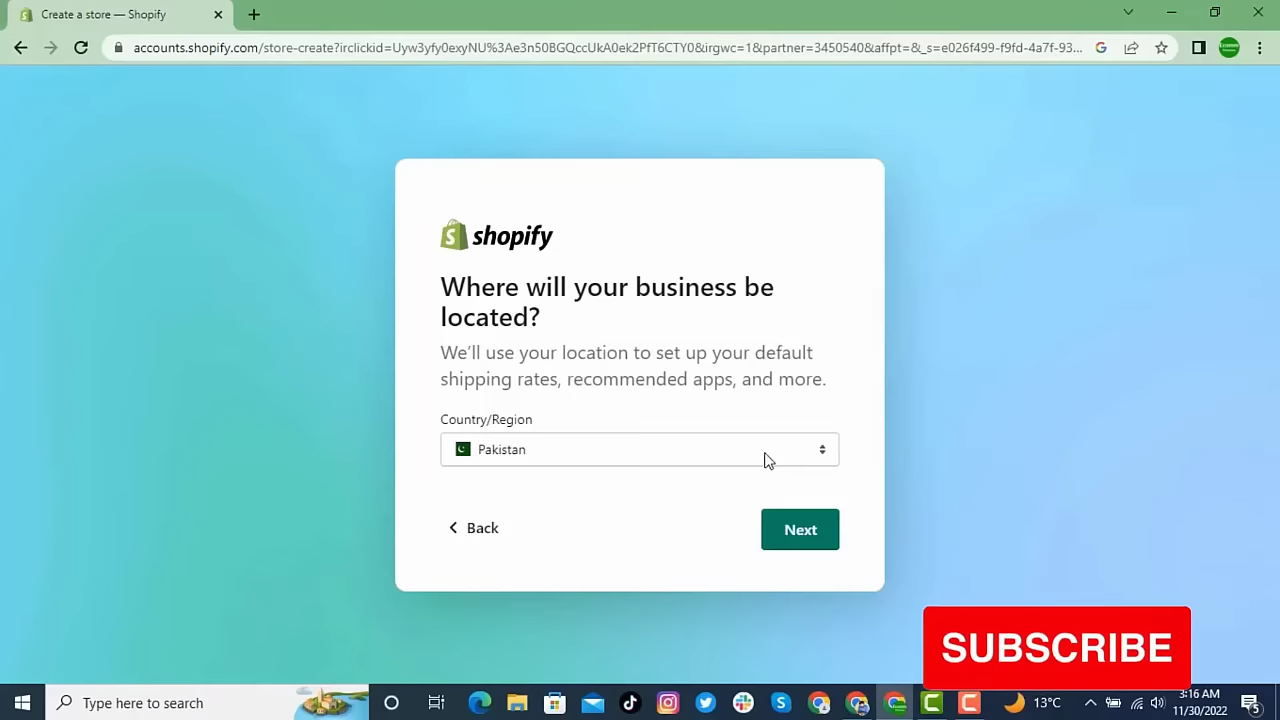 Create a store — Shopify
accounts.shopify.com/store-create?irclickid=Uyw3yfy0exyNU%3Ae3n50BGQccUkA0ek2PfT6CTY0&irgwc=1&partner=3450540&affpt=&_s=e026f499-f9fd-4a7f-93...
shopify
Where will your business be
located?
We'll use your location to set up your default
shipping rates, recommended apps, and more.
Country/Region
Pakistan
Back
Next
SUBSCRIBE
Type here to search
13°C
3:16 AM
11/30/2022
5